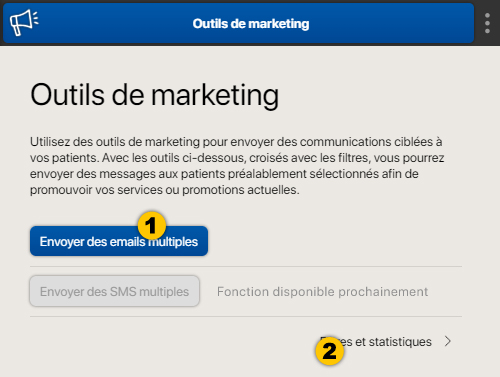 Outils de marketing
Outils de marketing
Utilisez des outils de marketing pour envoyer des communications ciblées à
vos patients. Avec les outils ci-dessous, croisés avec les filtres, vous pourrez
envoyer des messages aux patients préalablement sélectionnés afin de
promouvoir vos services ou promotions actuelles.
1
Envoyer des emails multiples
Envoyer des SMS multiples Fonction disponible prochainement
2 et statistiques